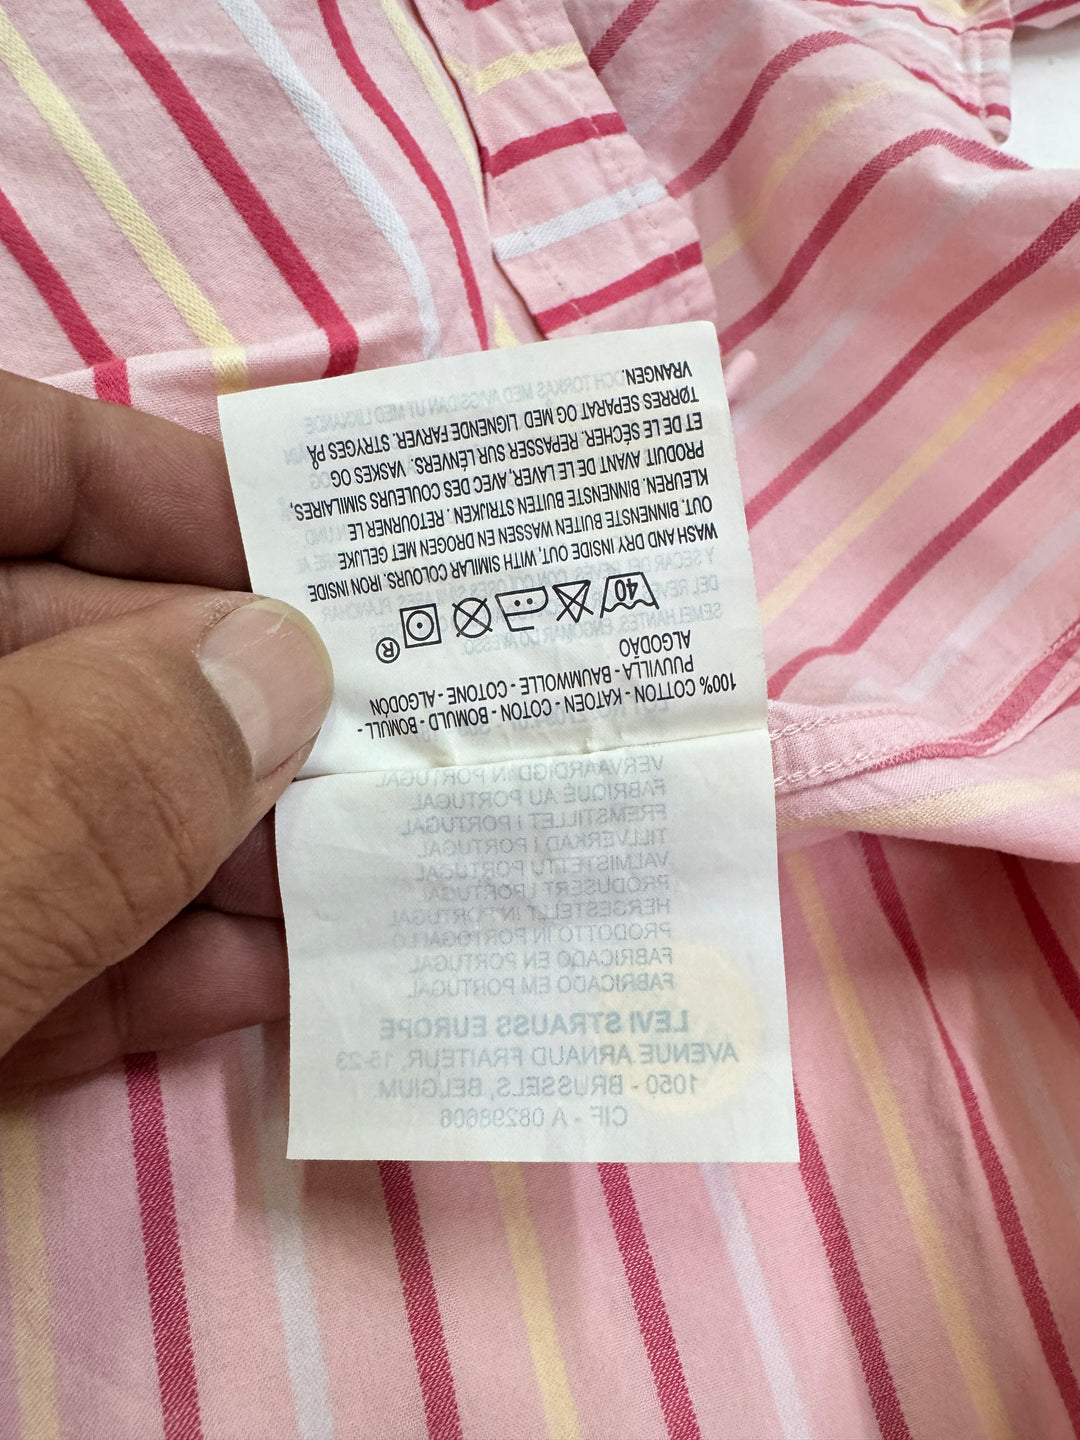 100% COTTON - KATOEN - COTON - BOMULD - BOMULL -
PUUVILLA - BAUMWOLLE - COTONE - ALGODÓN
ALGODÃO
40
®
WASH AND DRY INSIDE OUT, WITH SIMILAR COLOURS. IRON INSIDE
OUT. BINNENSTE BUITEN WASSEN EN DROGEN MET GELIJKE
KLEUREN. BINNENSTE BUITEN STRIJKEN. RETOURNER LE
PRODUIT AVANT DE LE LAVER, AVEC DES COULEURS SIMILAIRES,
ET DE LE SÉCHER. REPASSER SUR LÉNVERS. VASKES OG
TØRRES SEPARAT OG MED LIGNENDE FARVER. STRYGES PÅ
VRANGEN.
VERVAARDIGD IN PORTUGAL
FABRIQUÉ AU PORTUGAL
FREMSTILLET I PORTUGAL
TILLVERKAD I PORTUGAL
VALMISTETTU PORTUGAL
PRODUSERT I PORTUGAL
HERGESTELLT IN PORTUGAL
PRODOTTO IN PORTOGALLO
FABRICADO EN PORTUGAL
FABRICADO EM PORTUGAL
LEVI STRAUSS EUROPE
AVENUE ARNAUD FRAITEUR, 15-23
1050 - BRUSSELS, BELGIUM
CIF - A 08298606